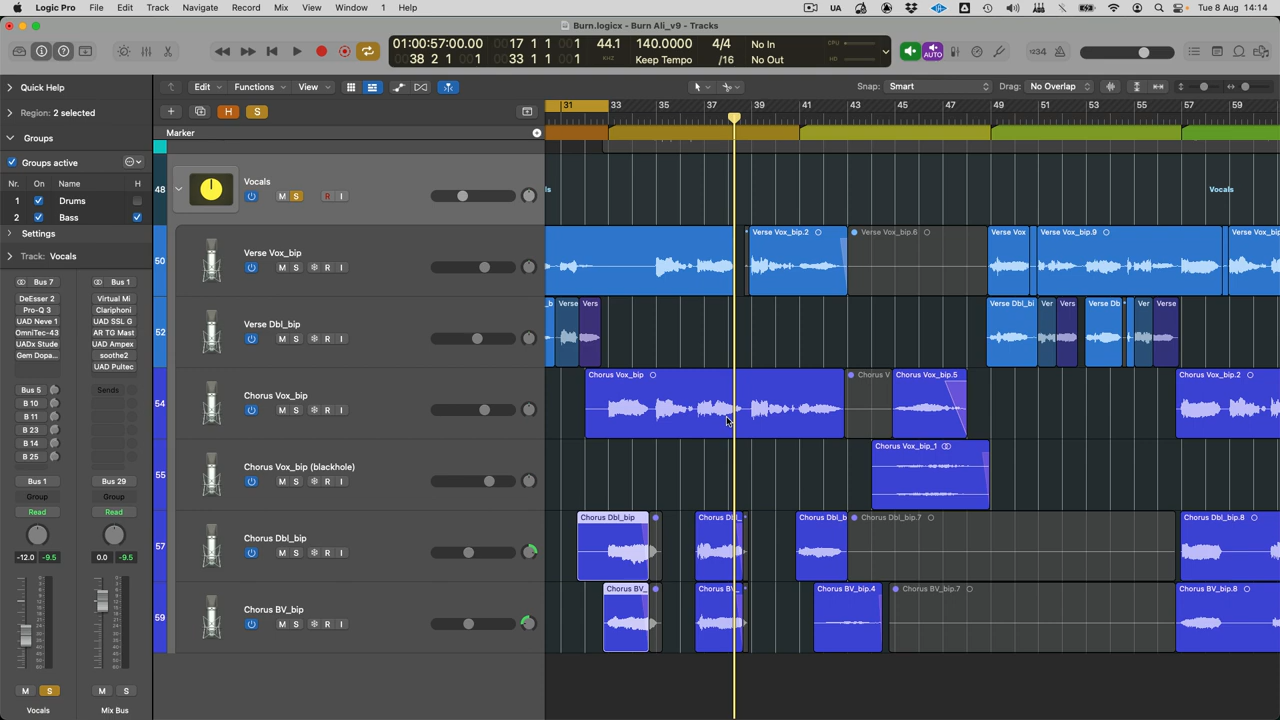 Logic Pro File Edit Track Navigate Record Mix View Window 1 Help UA Tue 8 Aug 14:14
Burn.logicx - Burn Ali_v9 - Tracks
01:00:57:00.00 17 1 1 001 44.1 140.0000 4/4 No In CPU
38 2 1 001 33 1 1 001 KHZ Keep Tempo /16 No Out HD
AUTO
1234
Quick Help
Edit Functions View Snap: Smart Drag: No Overlap
Region: 2 selected
H S
31 33 35 37 39 41 43 45 47 49 51 53 55 57 59
Groups
Marker
Groups active
Nr. On Name H
1 Drums
2 Bass
Settings
Track: Vocals
48 Vocals
M S R I
ls Vocals
50 Verse Vox_bip
M S R I
Verse Vox_bip.2 Verse Vox_bip.6 Verse Vox Verse Vox_bip.9 Verse Vox_bip
52 Verse Dbl_bip
M S R I
_b Verse Vers Verse Dbl_bi Ver Vers Verse Db Ver Verse
54 Chorus Vox_bip
M S R I
Chorus Vox_bip Chorus V Chorus Vox_bip.5 Chorus Vox_bip.2
55 Chorus Vox_bip (blackhole)
M S R I
Chorus Vox_bip_1
57 Chorus Dbl_bip
M S R I
Chorus Dbl_bip Chorus Dbl_ Chorus Dbl_b Chorus Dbl_bip.7 Chorus Dbl_bip.8
59 Chorus BV_bip
M S R I
Chorus BV_ Chorus BV_ Chorus BV_bip.4 Chorus BV_bip.7 Chorus BV_bip.8
Bus 7 Bus 1
DeEsser 2 Virtual Mi
Pro-Q 3 Clariphoni
UAD Neve 1 UAD SSL G
OmniTec-43 AR TG Mast
UADx Stude UAD Ampex
Gem Dopa... soothe2
UAD Pultec
Bus 5 Sends
B 10
B 11
B 23
B 14
B 25
Bus 1 Bus 29
Group Group
Read Read
-12.0 -9.5 0.0 -9.5
M S M S
Vocals Mix Bus